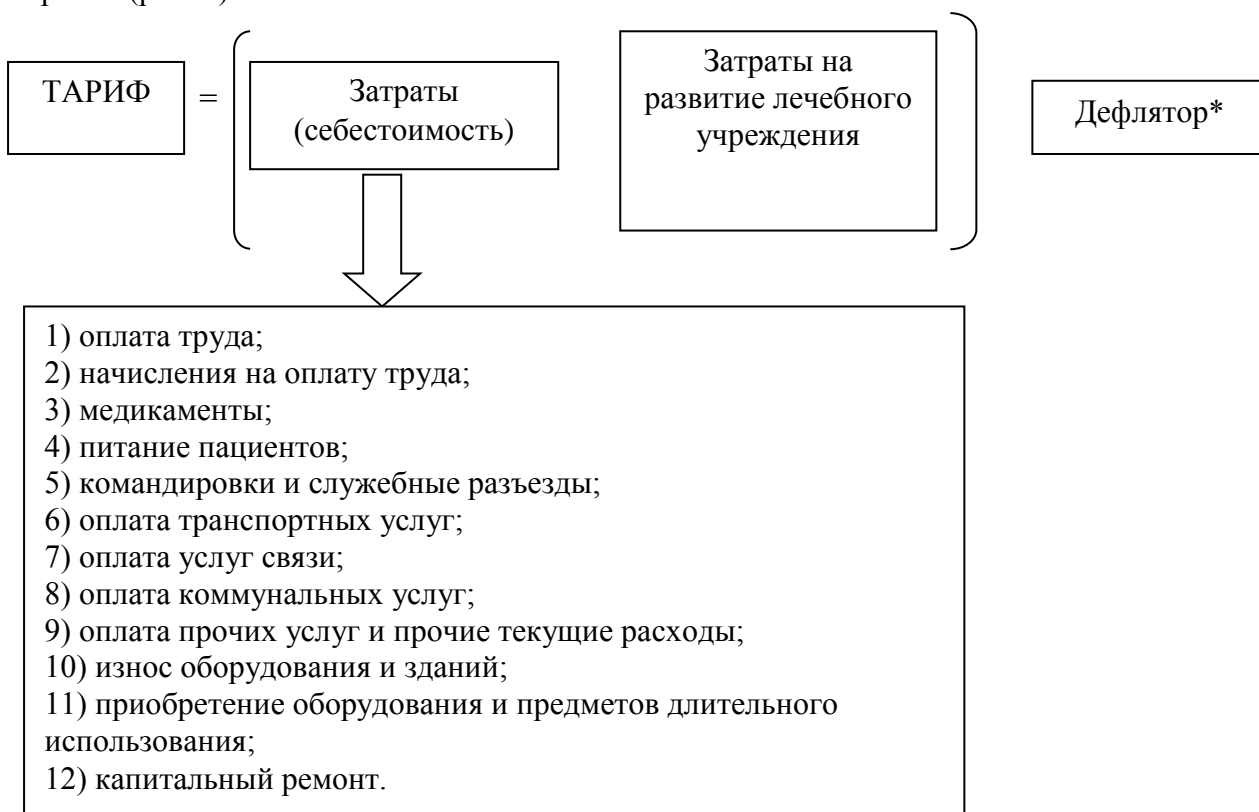 ТАРИФ
=
Затраты
(себестоимость)
Затраты на
развитие лечебного
учреждения
Дефлятор*
1) оплата труда;
2) начисления на оплату труда;
3) медикаменты;
4) питание пациентов;
5) командировки и служебные разъезды;
6) оплата транспортных услуг;
7) оплата услуг связи;
8) оплата коммунальных услуг;
9) оплата прочих услуг и прочие текущие расходы;
10) износ оборудования и зданий;
11) приобретение оборудования и предметов длительного
использования;
12) капитальный ремонт.